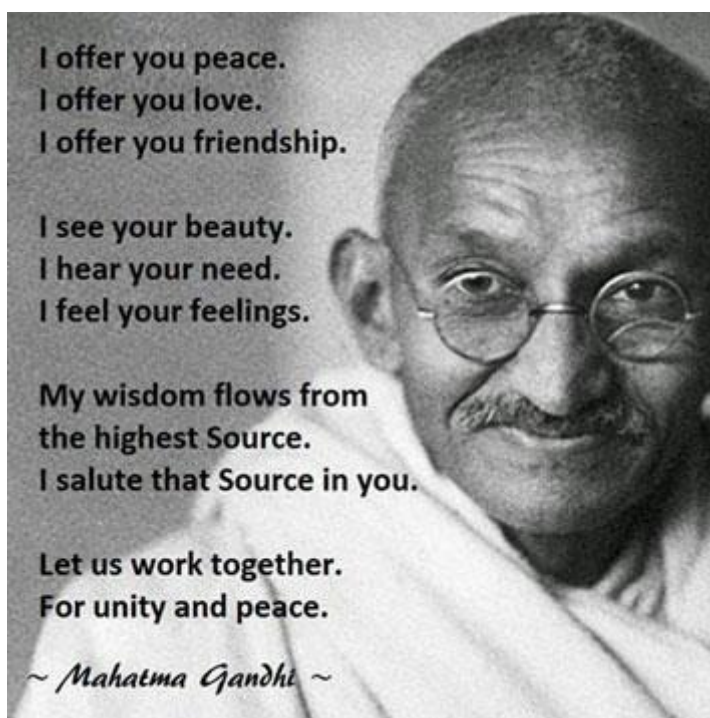 I offer you peace.
I offer you love.
I offer you friendship.
I see your beauty.
I hear your need.
I feel your feelings.
My wisdom flows from
the highest Source.
I salute that Source in you.
Let us work together.
For unity and peace.
~ Mahatma Gandhi ~